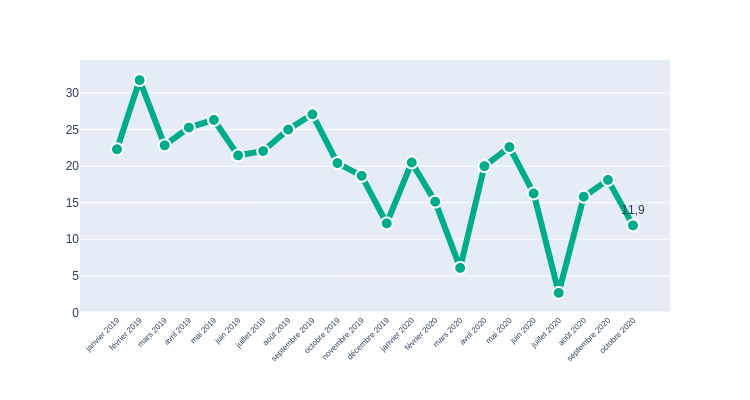 30
25
20
15
10
5
0
11,9
janvier 2019
février 2019
mars 2019
avril 2019
mai 2019
juin 2019
juillet 2019
août 2019
septembre 2019
octobre 2019
novembre 2019
décembre 2019
janvier 2020
février 2020
mars 2020
avril 2020
mai 2020
juin 2020
juillet 2020
août 2020
septembre 2020
octobre 2020